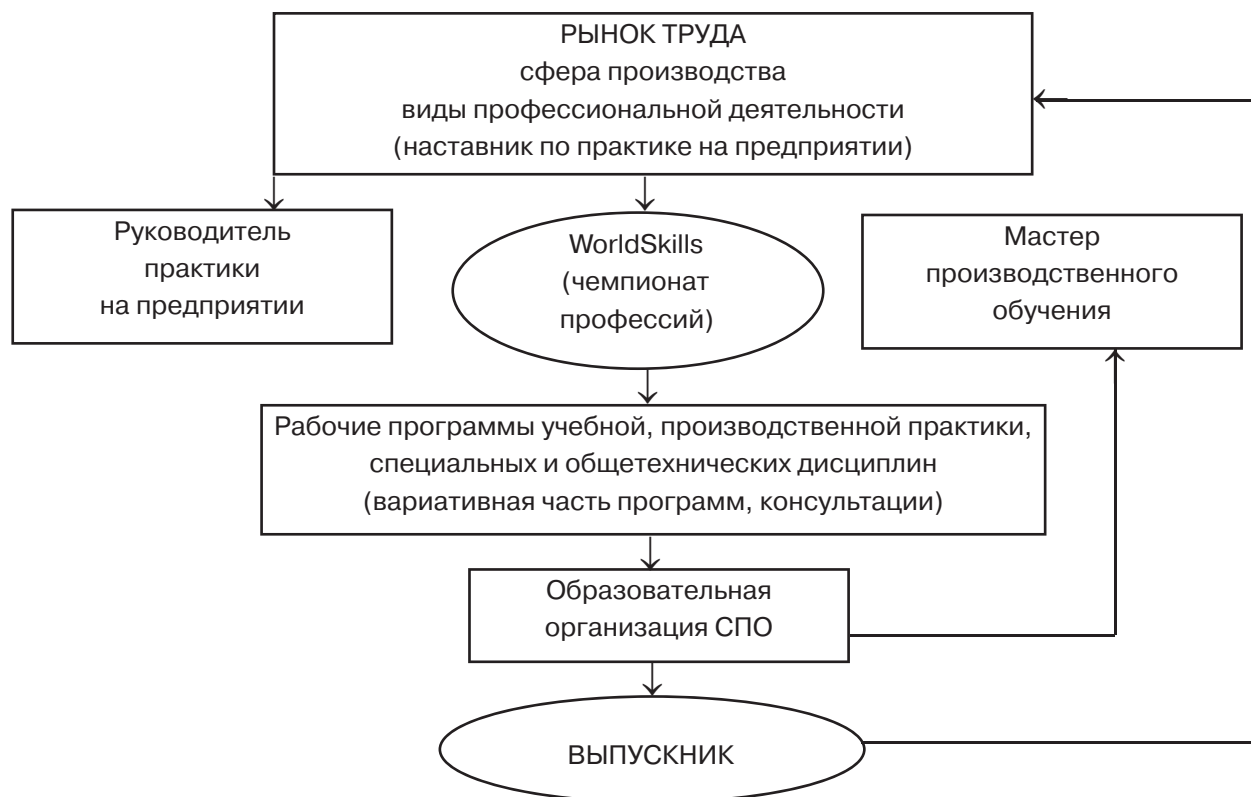 РЫНОК ТРУДА
сфера производства
виды профессиональной деятельности
(наставник по практике на предприятии)
Руководитель
практики
на предприятии
WorldSkills
(чемпионат
профессий)
Мастер
производственного
обучения
Рабочие программы учебной, производственной практики,
специальных и общетехнических дисциплин
(вариативная часть программ, консультации)
Образовательная
организация СПО
ВЫПУСКНИК